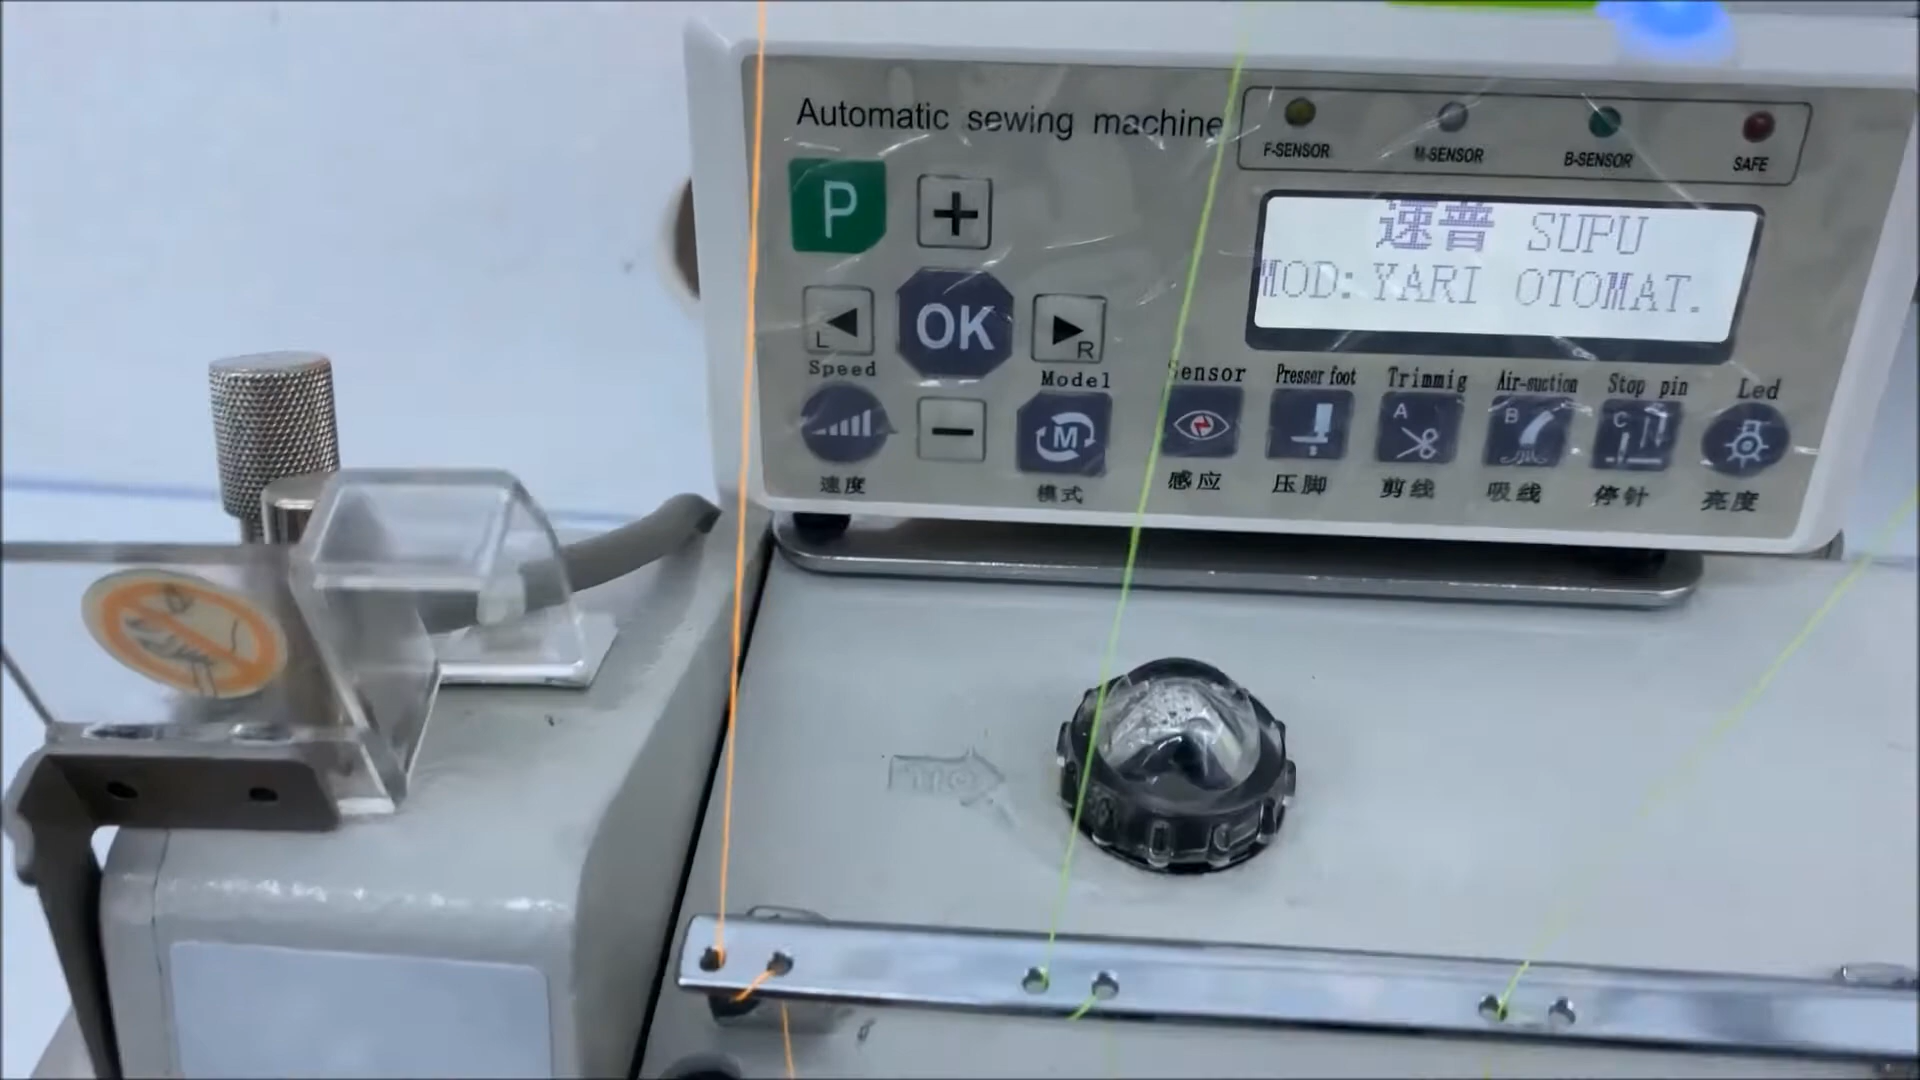 Automatic sewing machine
F-SENSOR M-SENSOR B-SENSOR SAFE
P
+
速普 SUPU
MOD: YARI OTOMAT.
L
OK
R
Speed
Model
Sensor
Presser foot
Trimmig
Air-suction
Stop pin
Led
−
M
A
B
C
速度
模式
感应
压脚
剪线
吸线
停针
亮度
OIL